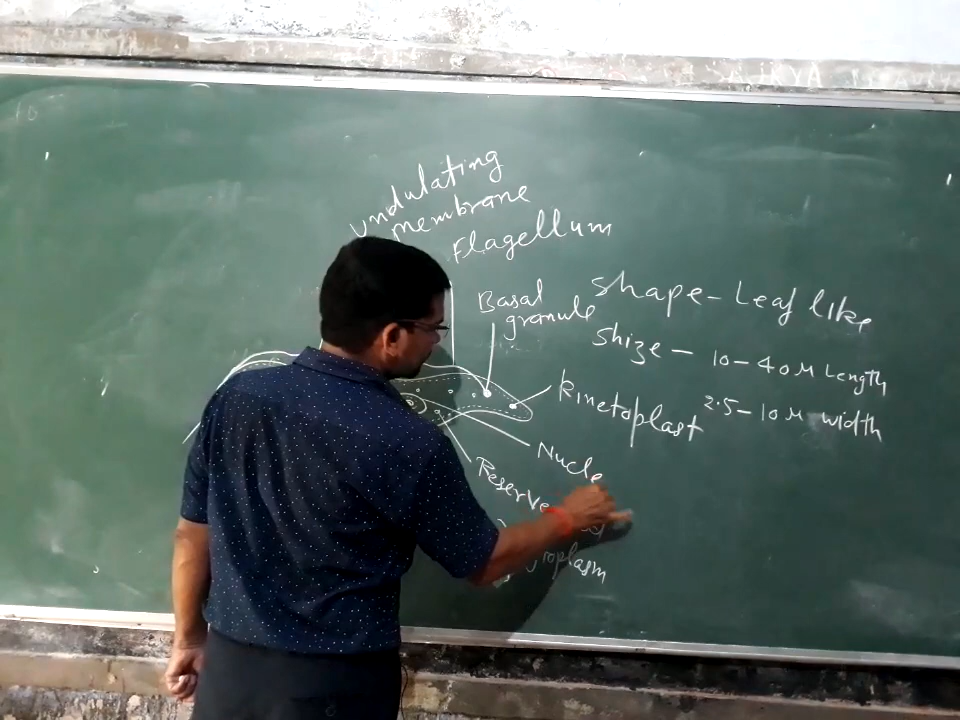 undulating
membrane
Flagellum
Basal
granule
Shape - Leaf like
Shize - 10-40 μ Length
2.5-10 μ width
Kinetoplast
Nucle
Reserve